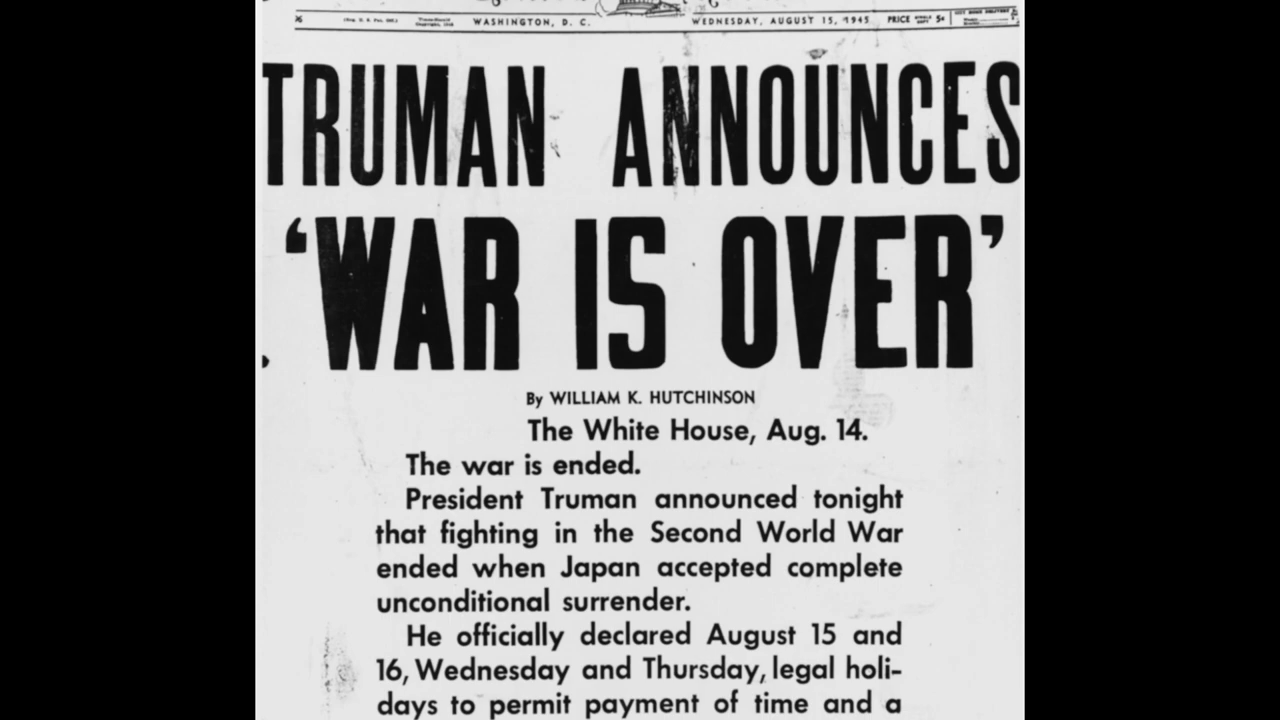 WASHINGTON, D. C. WEDNESDAY, AUGUST 15, 1945 PRICE 5¢
TRUMAN ANNOUNCES
‘WAR IS OVER’
By WILLIAM K. HUTCHINSON
The White House, Aug. 14.
The war is ended.
President Truman announced tonight
that fighting in the Second World War
ended when Japan accepted complete
unconditional surrender.
He officially declared August 15 and
16, Wednesday and Thursday, legal holi-
days to permit payment of time and a